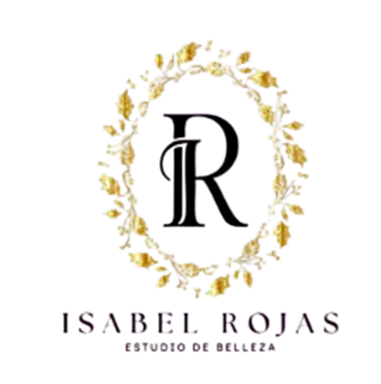 IR
ISABEL ROJAS
ESTUDIO DE BELLEZA